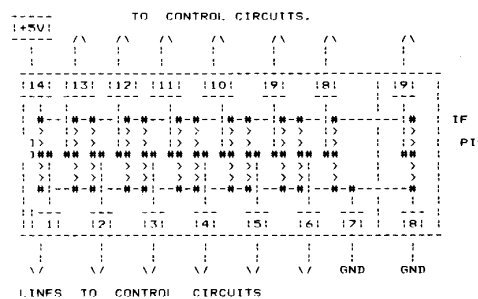 TO CONTROL CIRCUITS.
+5V
14 13 12 11 10 9 8 9
IF
PI
1 2 3 4 5 6 7 8
GND GND
LINES TO CONTROL CIRCUITS